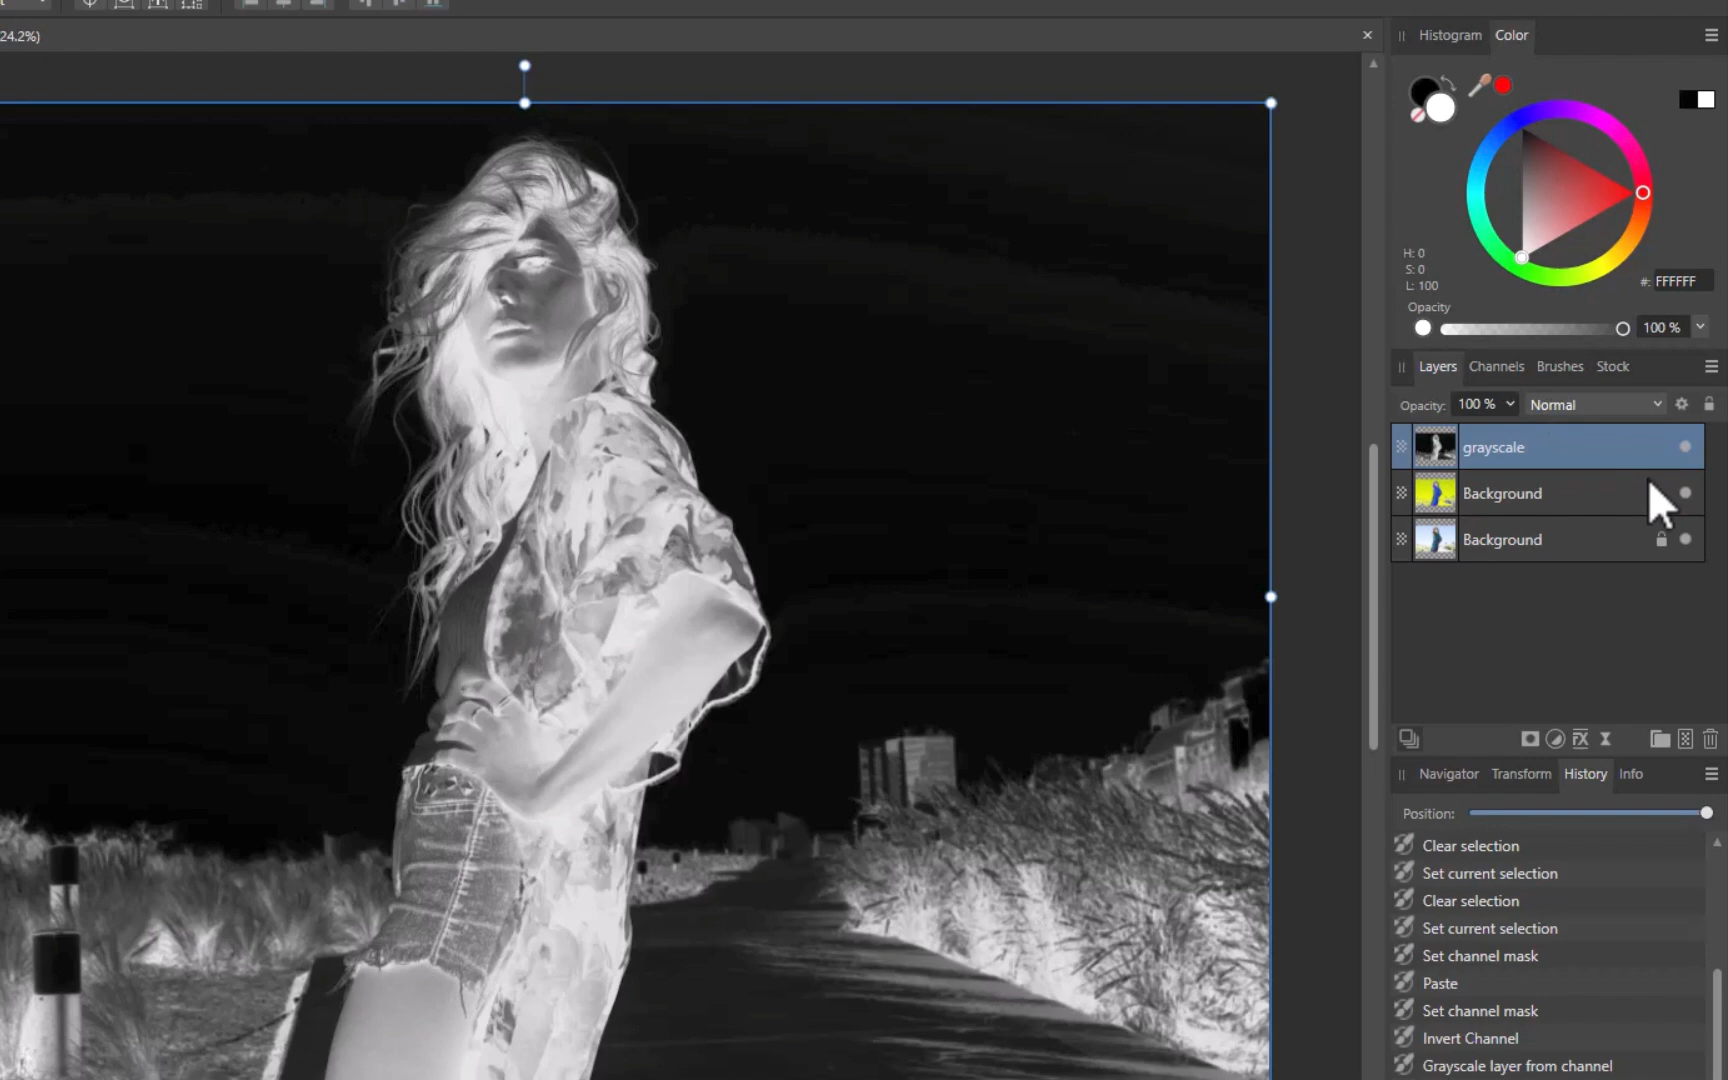 24.2%)
Histogram Color
H: 0
S: 0
L: 100
#: FFFFFF
Opacity
100 %
Layers Channels Brushes Stock
Opacity: 100 % Normal
grayscale
Background
Background
Navigator Transform History Info
Position:
Clear selection
Set current selection
Clear selection
Set current selection
Set channel mask
Paste
Set channel mask
Invert Channel
Grayscale layer from channel